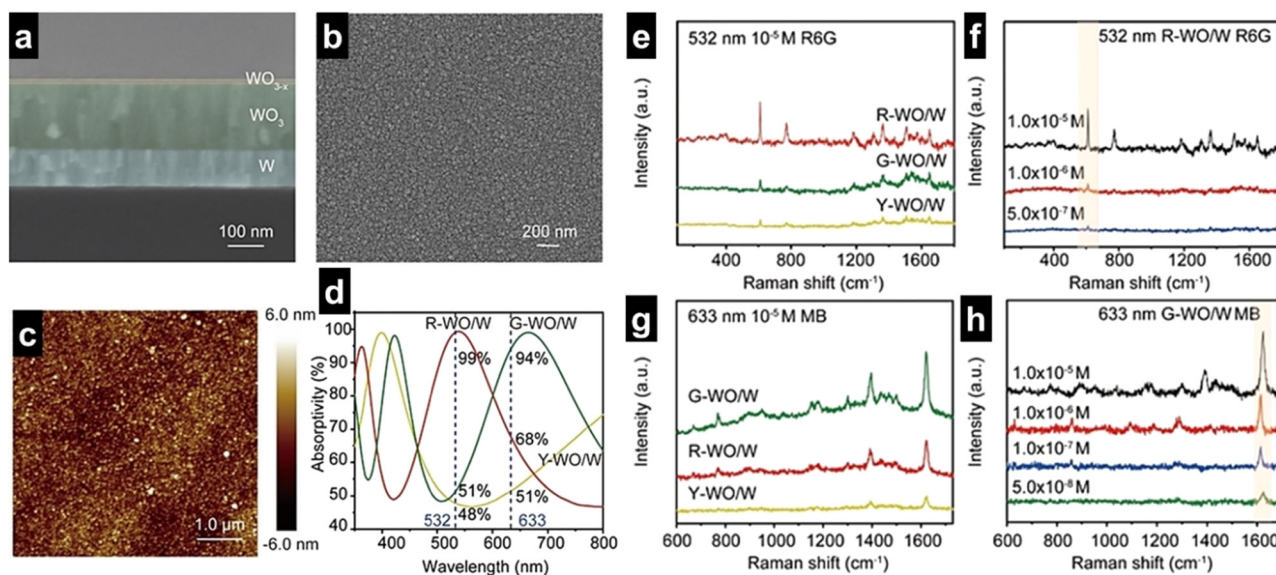 a
WO₃₋ₓ
WO₃
W
100 nm
b
200 nm
c
1.0 µm
6.0 nm
-6.0 nm
d
Absorptivity (%)
100
90
80
70
60
50
40
R-WO/W
G-WO/W
99%
94%
68%
Y-WO/W
51%
51%
48%
532
633
400
500
600
700
800
Wavelength (nm)
e
532 nm 10⁻⁵ M R6G
R-WO/W
G-WO/W
Y-WO/W
Intensity (a.u.)
400
800
1200
1600
Raman shift (cm⁻¹)
f
532 nm R-WO/W R6G
1.0x10⁻⁵ M
1.0x10⁻⁶ M
5.0x10⁻⁷ M
Intensity (a.u.)
400
800
1200
1600
Raman shift (cm⁻¹)
g
633 nm 10⁻⁵ M MB
G-WO/W
R-WO/W
Y-WO/W
Intensity (a.u.)
600
800
1000
1200
1400
1600
Raman shift (cm⁻¹)
h
633 nm G-WO/W MB
1.0x10⁻⁵ M
1.0x10⁻⁶ M
1.0x10⁻⁷ M
5.0x10⁻⁸ M
Intensity (a.u.)
600
800
1000
1200
1400
1600
Raman shift (cm⁻¹)